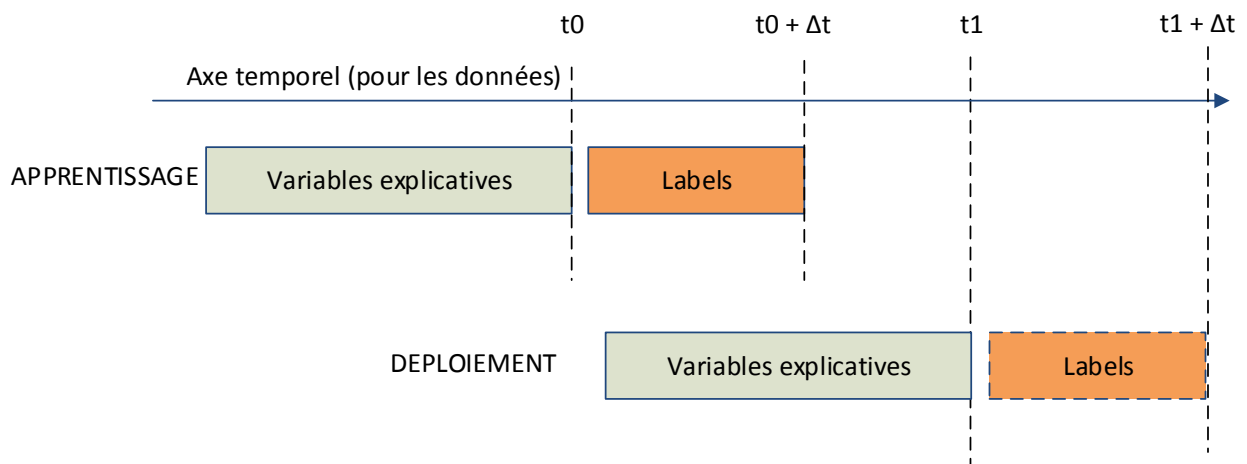 t0
t0 + Δt
t1
t1 + Δt
Axe temporel (pour les données)
APPRENTISSAGE
Variables explicatives
Labels
DEPLOIEMENT
Variables explicatives
Labels